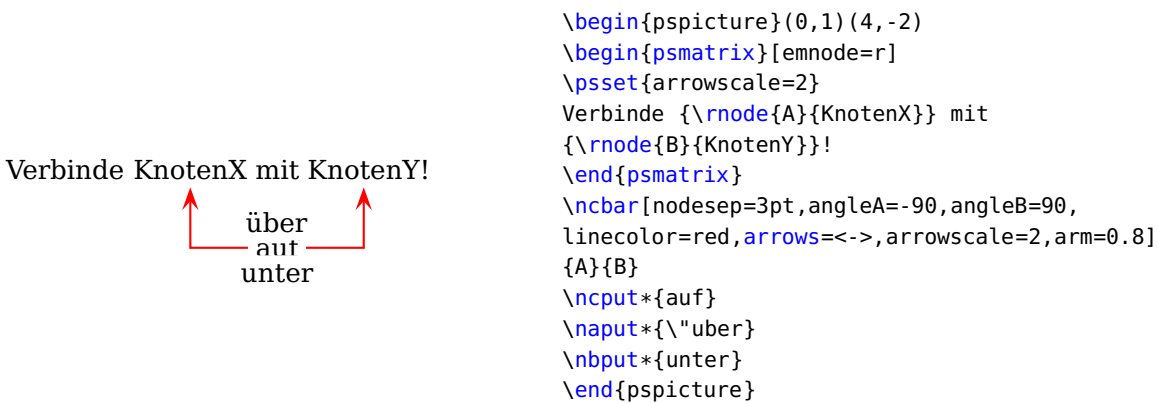 Verbinde KnotenX mit KnotenY!
über
auf
unter
\begin{pspicture}(0,1)(4,-2)
\begin{psmatrix}[emnode=r]
\psset{arrowscale=2}
Verbinde {\rnode{A}{KnotenX}} mit
{\rnode{B}{KnotenY}}!
\end{psmatrix}
\ncbar[nodesep=3pt,angleA=-90,angleB=90,
linecolor=red,arrows=<->,arrowscale=2,arm=0.8]
{A}{B}
\ncput*{auf}
\naput*{\"uber}
\nbput*{unter}
\end{pspicture}